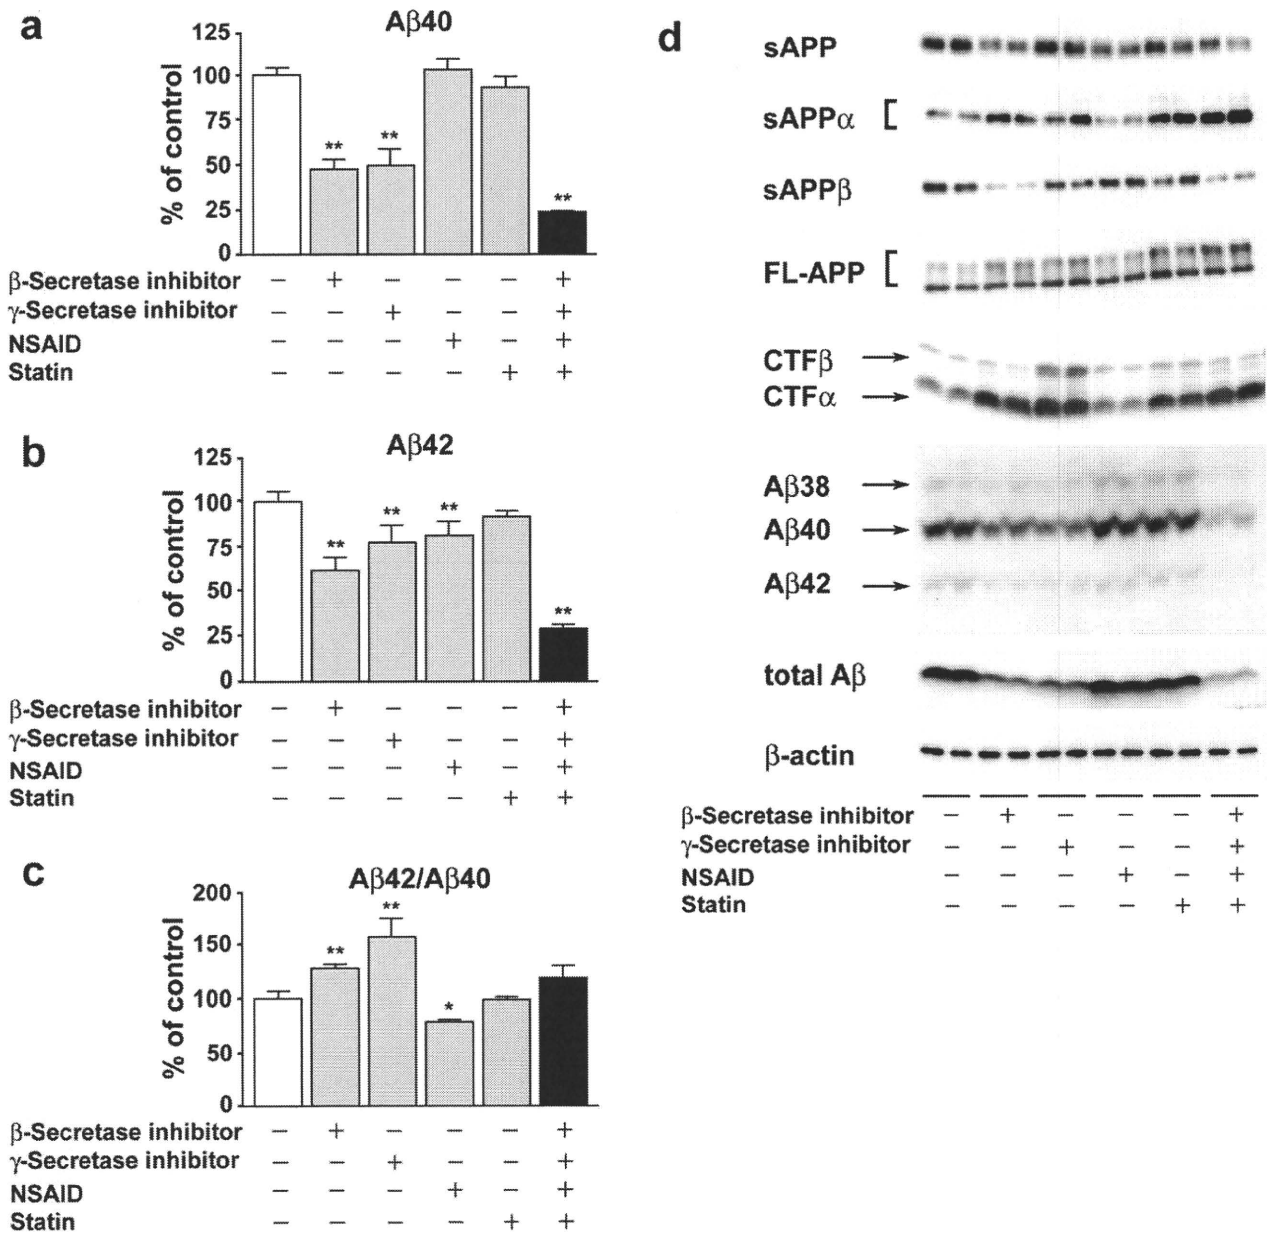 a
Aβ40
% of control
125
100
75
50
25
0
** ** **
β-Secretase inhibitor − + − − − +
γ-Secretase inhibitor − − + − − +
NSAID − − − + − +
Statin − − − − + +
b
Aβ42
% of control
125
100
75
50
25
0
** ** ** **
β-Secretase inhibitor − + − − − +
γ-Secretase inhibitor − − + − − +
NSAID − − − + − +
Statin − − − − + +
c
Aβ42/Aβ40
% of control
200
150
100
50
0
** ** *
β-Secretase inhibitor − + − − − +
γ-Secretase inhibitor − − + − − +
NSAID − − − + − +
Statin − − − − + +
d
sAPP
sAPPα [
sAPPβ
FL-APP [
CTFβ →
CTFα →
Aβ38 →
Aβ40 →
Aβ42 →
total Aβ
β-actin
β-Secretase inhibitor − + − − − +
γ-Secretase inhibitor − − + − − +
NSAID − − − + − +
Statin − − − − + +